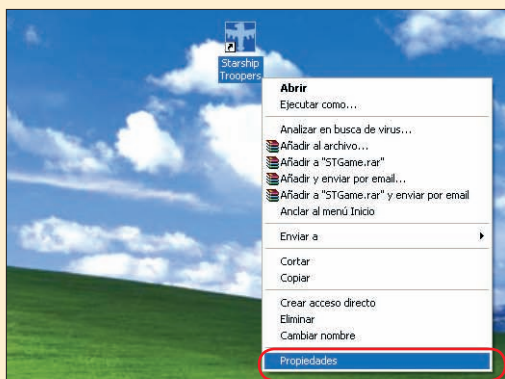 Starship
Troopers
Abrir
Ejecutar como...
Analizar en busca de virus...
Añadir al archivo...
Añadir a "STGame.rar"
Añadir y enviar por email...
Añadir a "STGame.rar" y enviar por email
Anclar al menú Inicio
Enviar a
Cortar
Copiar
Crear acceso directo
Eliminar
Cambiar nombre
Propiedades